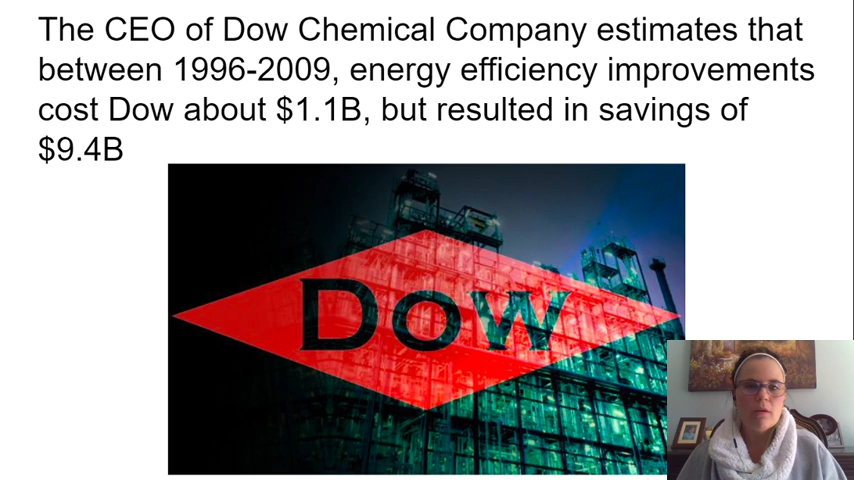 The CEO of Dow Chemical Company estimates that
between 1996-2009, energy efficiency improvements
cost Dow about $1.1B, but resulted in savings of
$9.4B
Dow